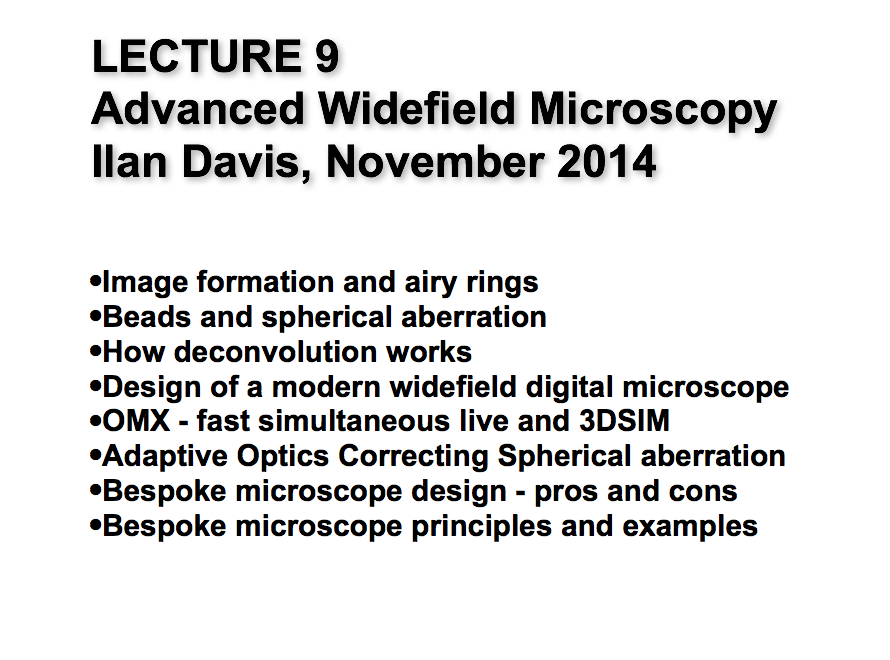 LECTURE 9
Advanced Widefield Microscopy
Ilan Davis, November 2014
•Image formation and airy rings
•Beads and spherical aberration
•How deconvolution works
•Design of a modern widefield digital microscope
•OMX - fast simultaneous live and 3DSIM
•Adaptive Optics Correcting Spherical aberration
•Bespoke microscope design - pros and cons
•Bespoke microscope principles and examples